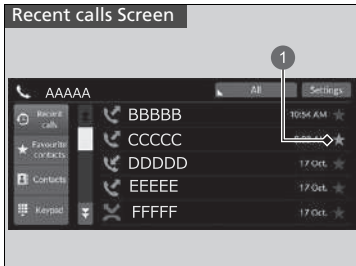 Recent calls Screen
1
AAAAA
All
Settings
Recent calls
BBBBB
10:54 AM
CCCCC
Favourite contacts
DDDDD
17 Oct.
Contacts
EEEEE
17 Oct.
Keypad
FFFFF
17 Oct.